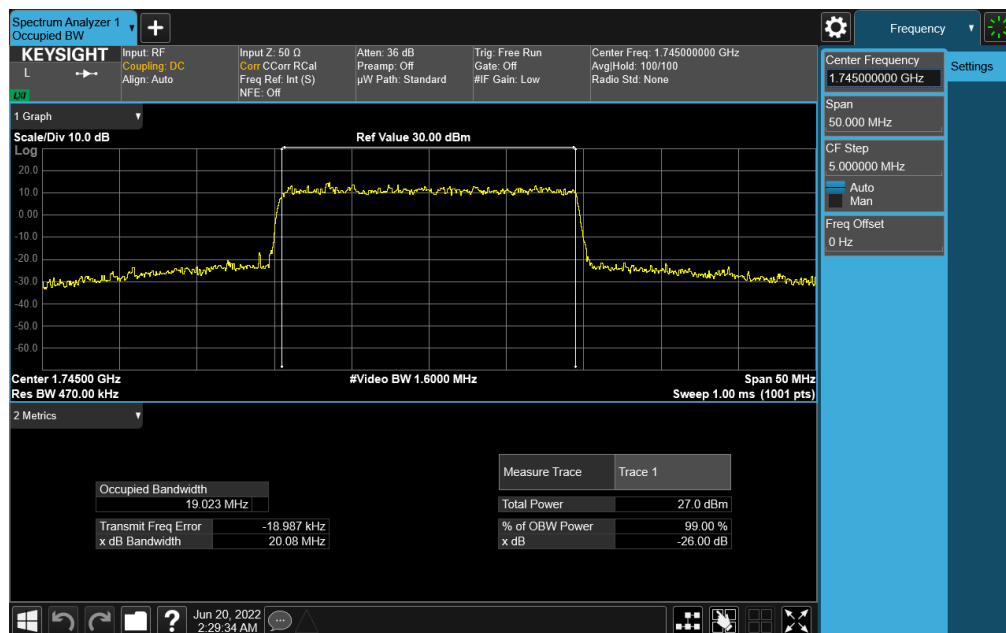 Spectrum Analyzer 1
Occupied BW
+
Frequency
KEYSIGHT
L
LXI
Input: RF
Coupling: DC
Align: Auto
Input Z: 50 Ω
Corr CCorr RCal
Freq Ref: Int (S)
NFE: Off
Atten: 36 dB
Preamp: Off
µW Path: Standard
Trig: Free Run
Gate: Off
#IF Gain: Low
Center Freq: 1.745000000 GHz
Avg|Hold: 100/100
Radio Std: None
Center Frequency
1.745000000 GHz
Settings
Span
50.000 MHz
CF Step
5.000000 MHz
Auto
Man
Freq Offset
0 Hz
1 Graph
Scale/Div 10.0 dB
Ref Value 30.00 dBm
Log
20.0
10.0
0.00
-10.0
-20.0
-30.0
-40.0
-50.0
-60.0
Center 1.74500 GHz
#Video BW 1.6000 MHz
Span 50 MHz
Res BW 470.00 kHz
Sweep 1.00 ms (1001 pts)
2 Metrics
Measure Trace
Trace 1
Occupied Bandwidth
19.023 MHz
Total Power
27.0 dBm
Transmit Freq Error
-18.987 kHz
% of OBW Power
99.00 %
x dB Bandwidth
20.08 MHz
x dB
-26.00 dB
?
Jun 20, 2022
2:29:34 AM